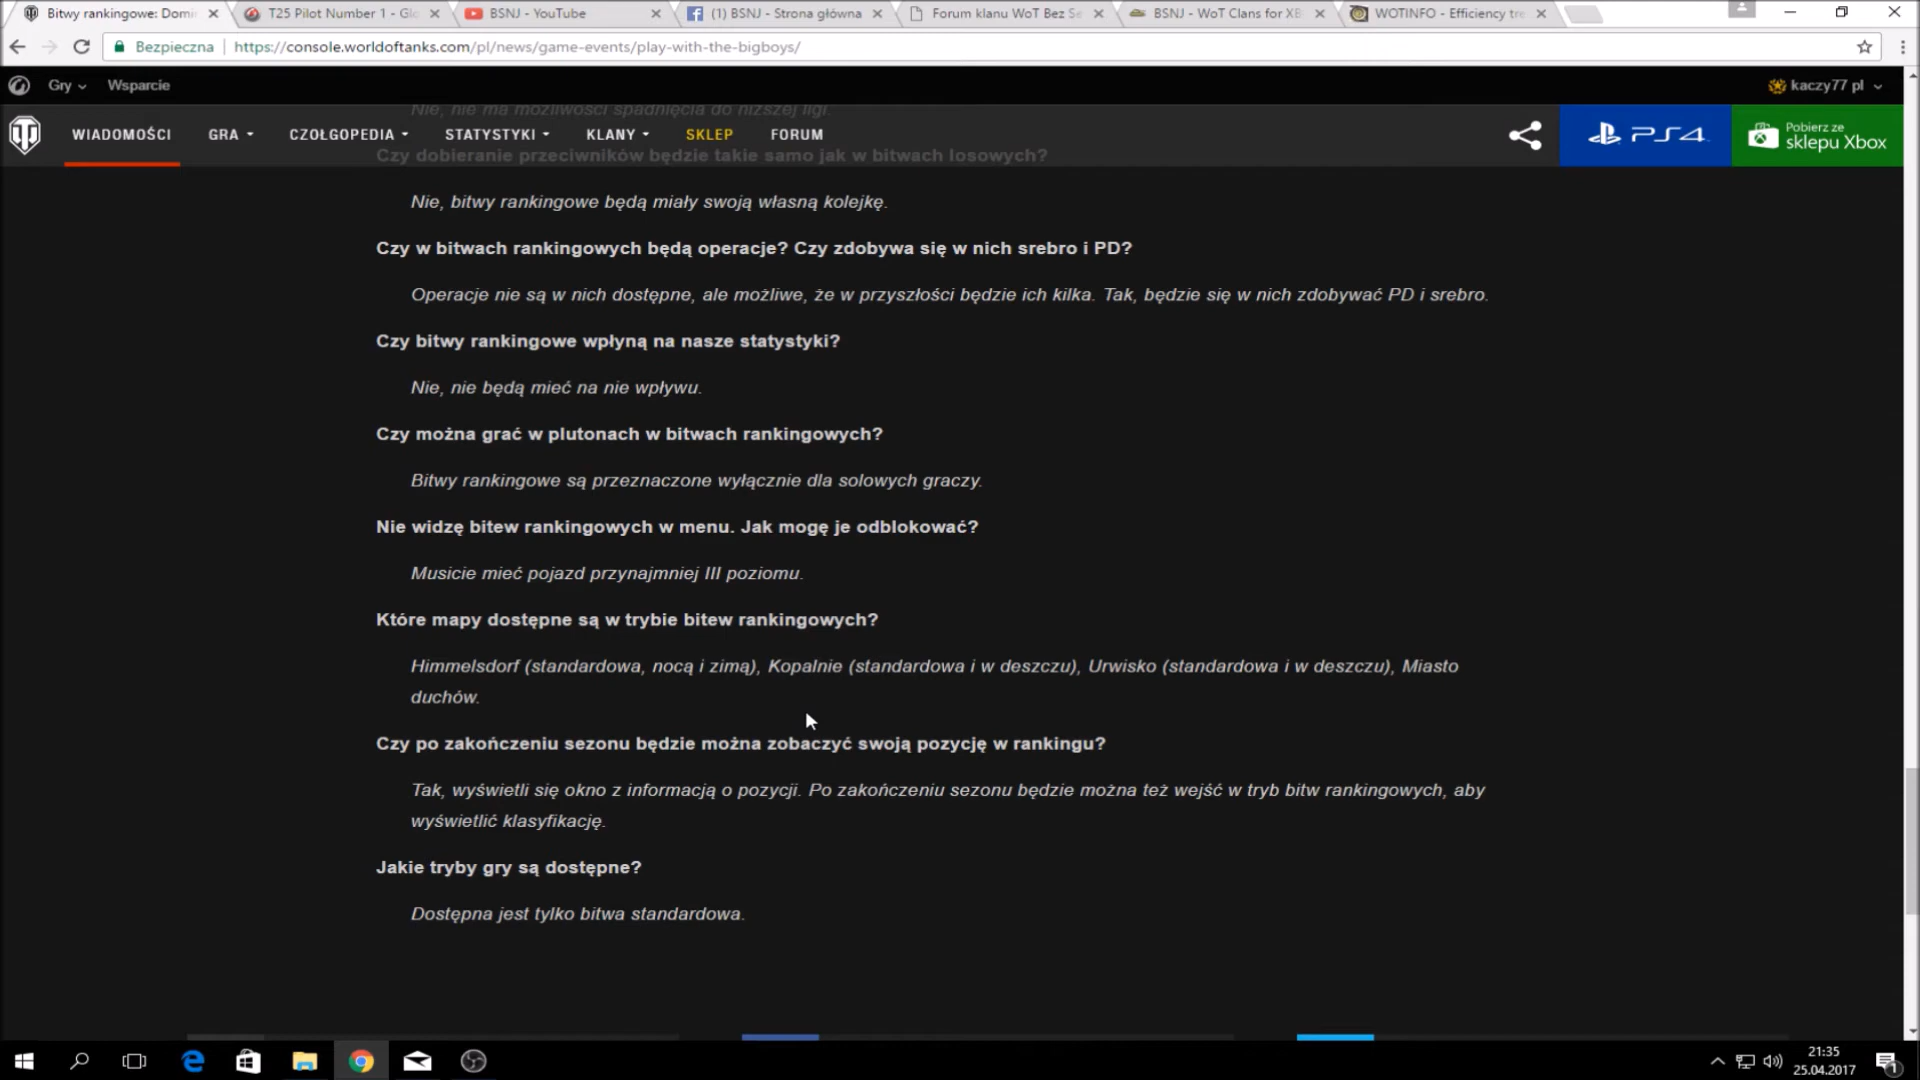 Bitwy rankingowe: Domi
T25 Pilot Number 1 - Glo
BSNJ - YouTube
(1) BSNJ - Strona główna
Forum klanu WoT Bez Se
BSNJ - WoT Clans for XB
WOTINFO - Efficiency tre
Bezpieczna
https://console.worldoftanks.com/pl/news/game-events/play-with-the-bigboys/
Gry
Wsparcie
kaczy77 pl
Nie, nie ma możliwości spadnięcia do niższej ligi.
WIADOMOŚCI
GRA
CZOŁGOPEDIA
STATYSTYKI
KLANY
SKLEP
FORUM
PS4
Pobierz ze
sklepu Xbox
Czy dobieranie przeciwników będzie takie samo jak w bitwach losowych?
Nie, bitwy rankingowe będą miały swoją własną kolejkę.
Czy w bitwach rankingowych będą operacje? Czy zdobywa się w nich srebro i PD?
Operacje nie są w nich dostępne, ale możliwe, że w przyszłości będzie ich kilka. Tak, będzie się w nich zdobywać PD i srebro.
Czy bitwy rankingowe wpłyną na nasze statystyki?
Nie, nie będą mieć na nie wpływu.
Czy można grać w plutonach w bitwach rankingowych?
Bitwy rankingowe są przeznaczone wyłącznie dla solowych graczy.
Nie widzę bitew rankingowych w menu. Jak mogę je odblokować?
Musicie mieć pojazd przynajmniej III poziomu.
Które mapy dostępne są w trybie bitew rankingowych?
Himmelsdorf (standardowa, nocą i zimą), Kopalnie (standardowa i w deszczu), Urwisko (standardowa i w deszczu), Miasto
duchów.
Czy po zakończeniu sezonu będzie można zobaczyć swoją pozycję w rankingu?
Tak, wyświetli się okno z informacją o pozycji. Po zakończeniu sezonu będzie można też wejść w tryb bitw rankingowych, aby
wyświetlić klasyfikację.
Jakie tryby gry są dostępne?
Dostępna jest tylko bitwa standardowa.
21:35
25.04.2017
1